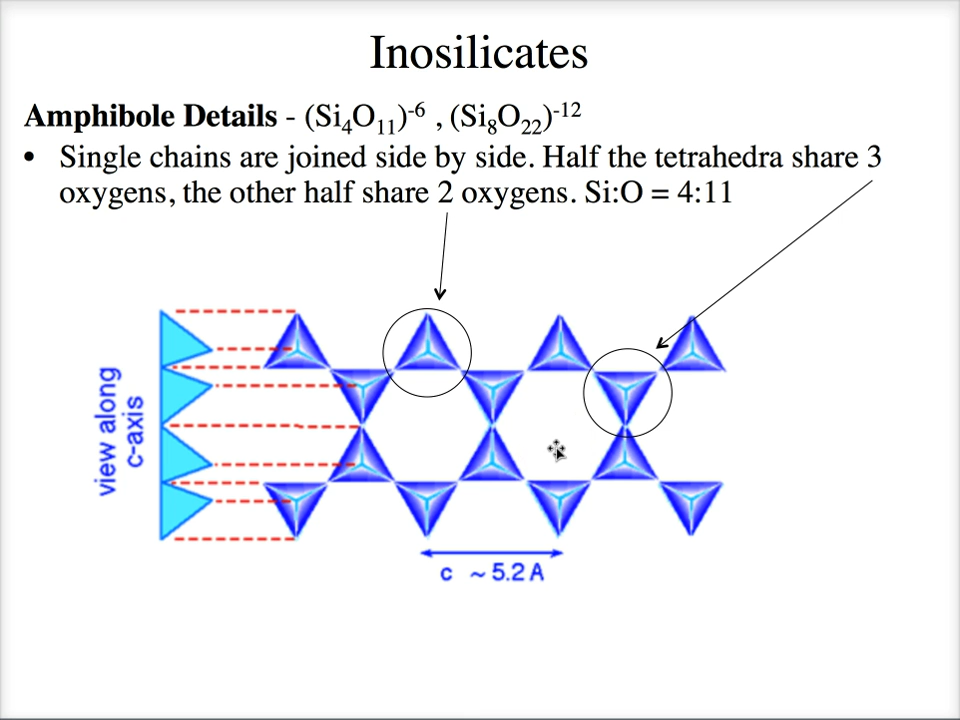 Inosilicates
Amphibole Details - (Si₄O₁₁)⁻⁶ , (Si₈O₂₂)⁻¹²
• Single chains are joined side by side. Half the tetrahedra share 3
oxygens, the other half share 2 oxygens. Si:O = 4:11
view along
c-axis
c ~ 5.2 A